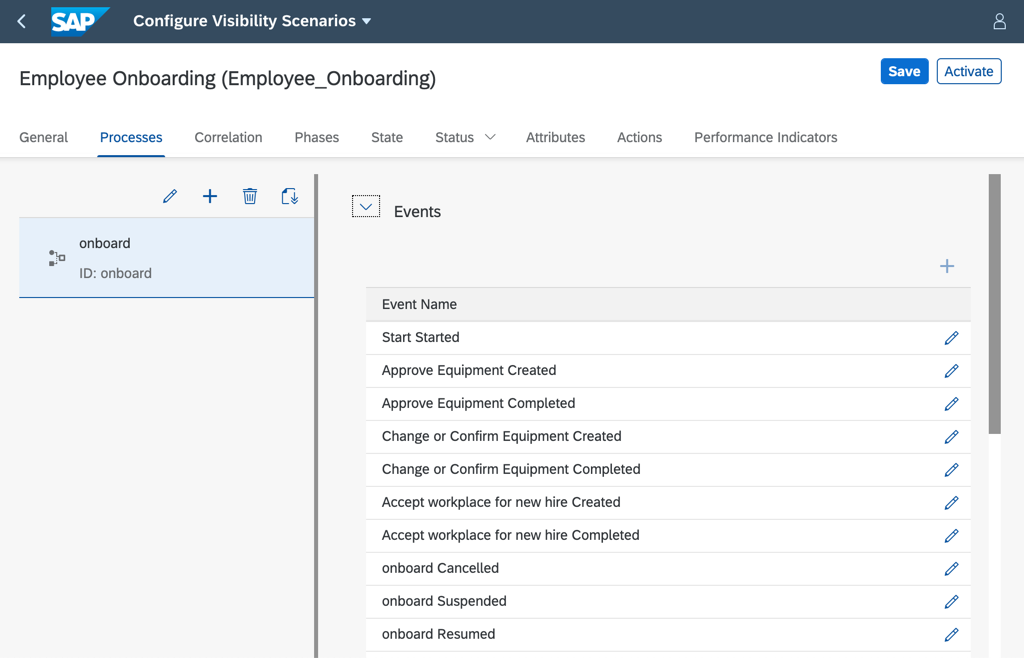 SAP Configure Visibility Scenarios
Employee Onboarding (Employee_Onboarding)
Save Activate
General Processes Correlation Phases State Status Attributes Actions Performance Indicators
onboard
ID: onboard
Events
Event Name
Start Started
Approve Equipment Created
Approve Equipment Completed
Change or Confirm Equipment Created
Change or Confirm Equipment Completed
Accept workplace for new hire Created
Accept workplace for new hire Completed
onboard Cancelled
onboard Suspended
onboard Resumed